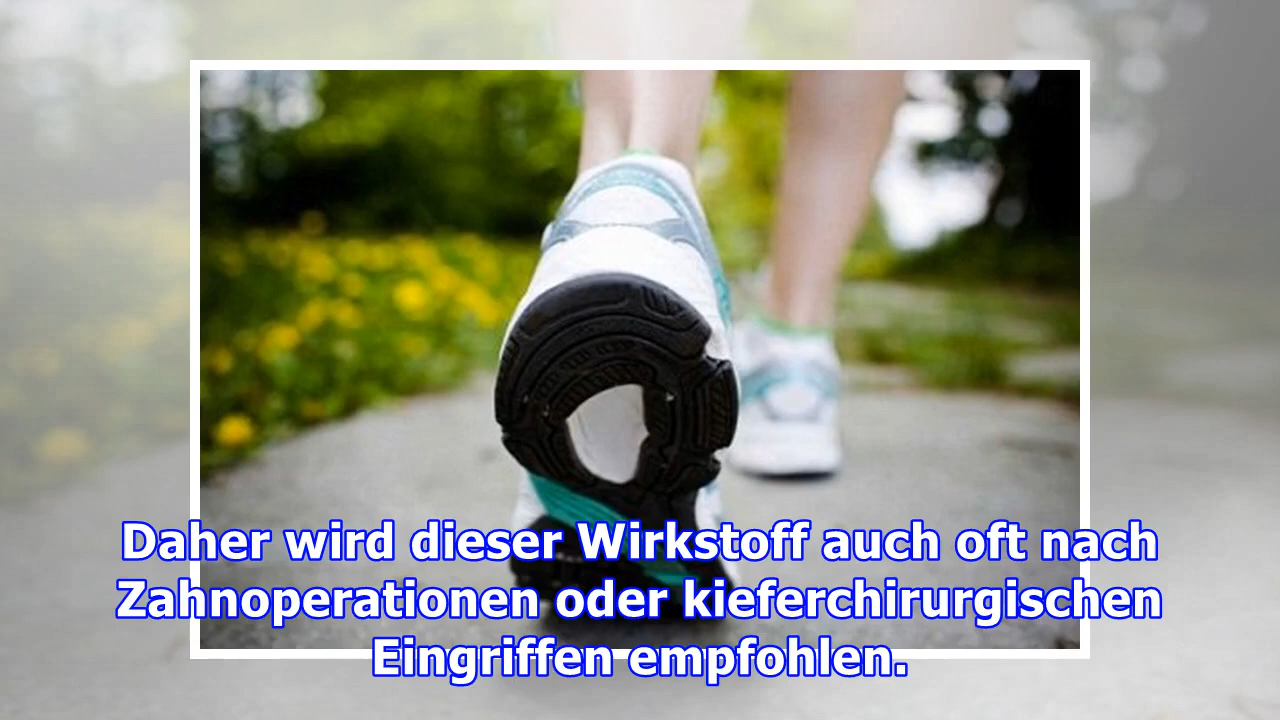 Daher wird dieser Wirkstoff auch oft nach
Zahnoperationen oder kieferchirurgischen
Eingriffen empfohlen.